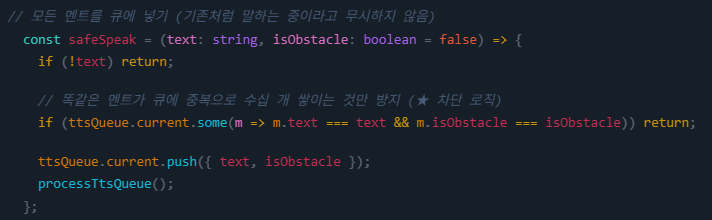 // 모든 멘트를 큐에 넣기 (기존처럼 말하는 중이라고 무시하지 않음)
const safeSpeak = (text: string, isObstacle: boolean = false) => {
if (!text) return;
// 똑같은 멘트가 큐에 중복으로 수십 개 쌓이는 것만 방지 (★ 차단 로직)
if (ttsQueue.current.some(m => m.text === text && m.isObstacle === isObstacle)) return;
ttsQueue.current.push({ text, isObstacle });
processTtsQueue();
};